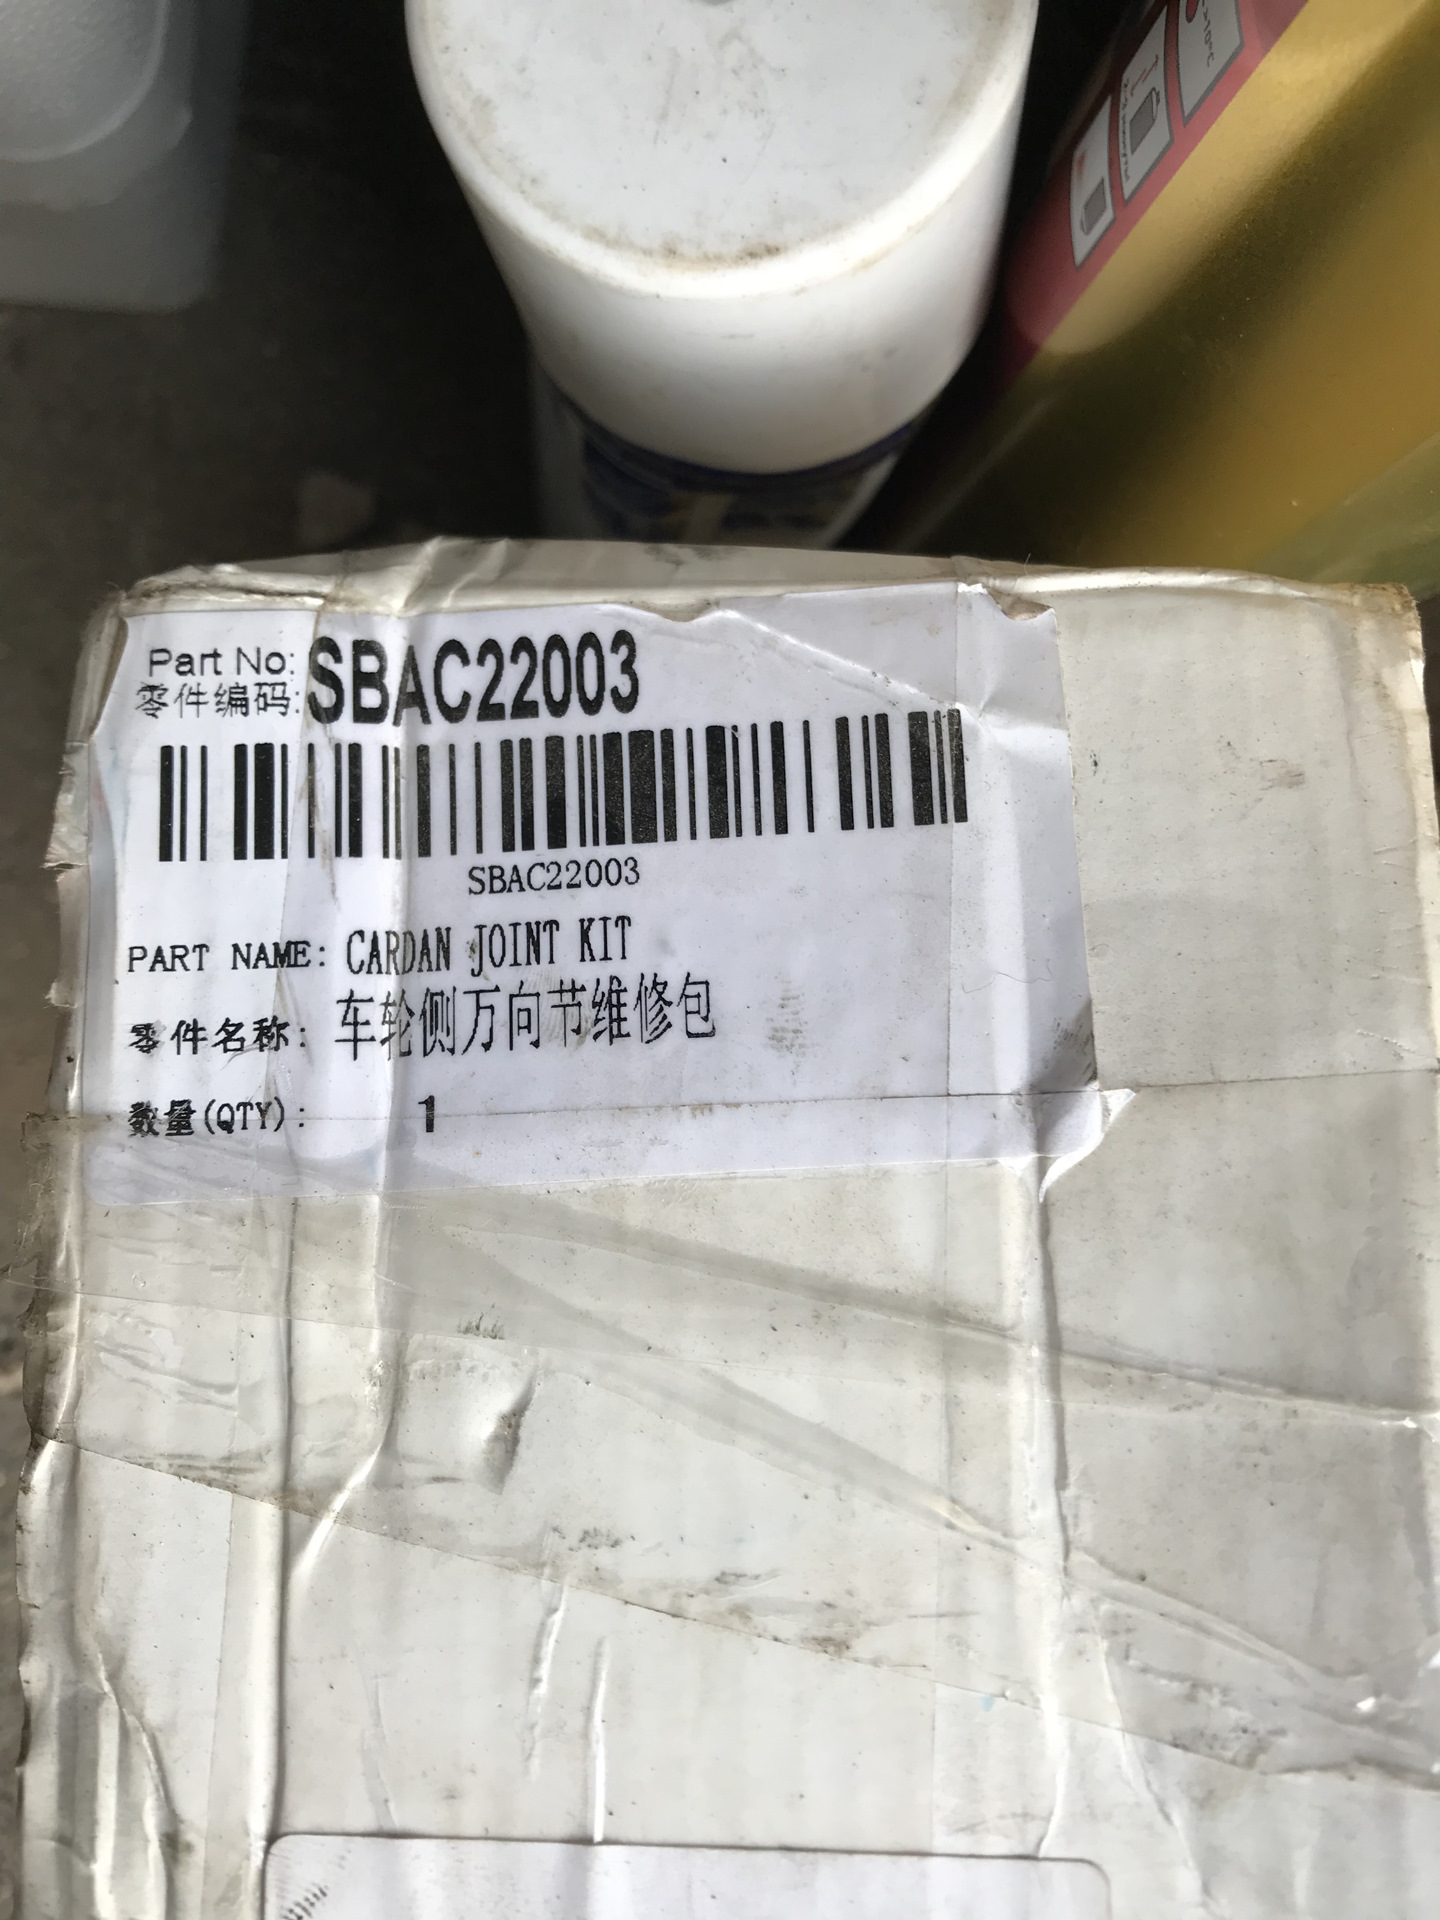 >10°C
Part No: SBAC22003
零件编码:
SBAC22003
PART NAME: CARDAN JOINT KIT
零件名称: 车轮侧万向节维修包
数量(QTY): 1